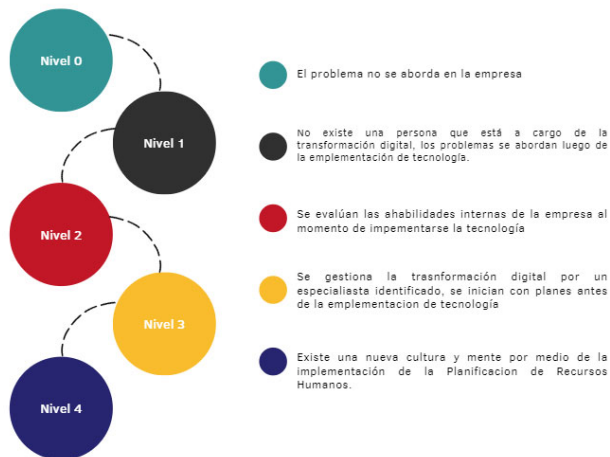 Nivel 0
El problema no se aborda en la empresa
Nivel 1
No existe una persona que está a cargo de la
transformación digital, los problemas se abordan luego de
la emplementación de tecnología.
Nivel 2
Se evalúan las ahabilidades internas de la empresa al
momento de impementarse la tecnología
Nivel 3
Se gestiona la trasnformación digital por un
especialiasta identificado, se inician con planes antes
de la emplementacion de tecnología
Nivel 4
Existe una nueva cultura y mente por medio de la
implementación de la Planificacion de Recursos
Humanos.